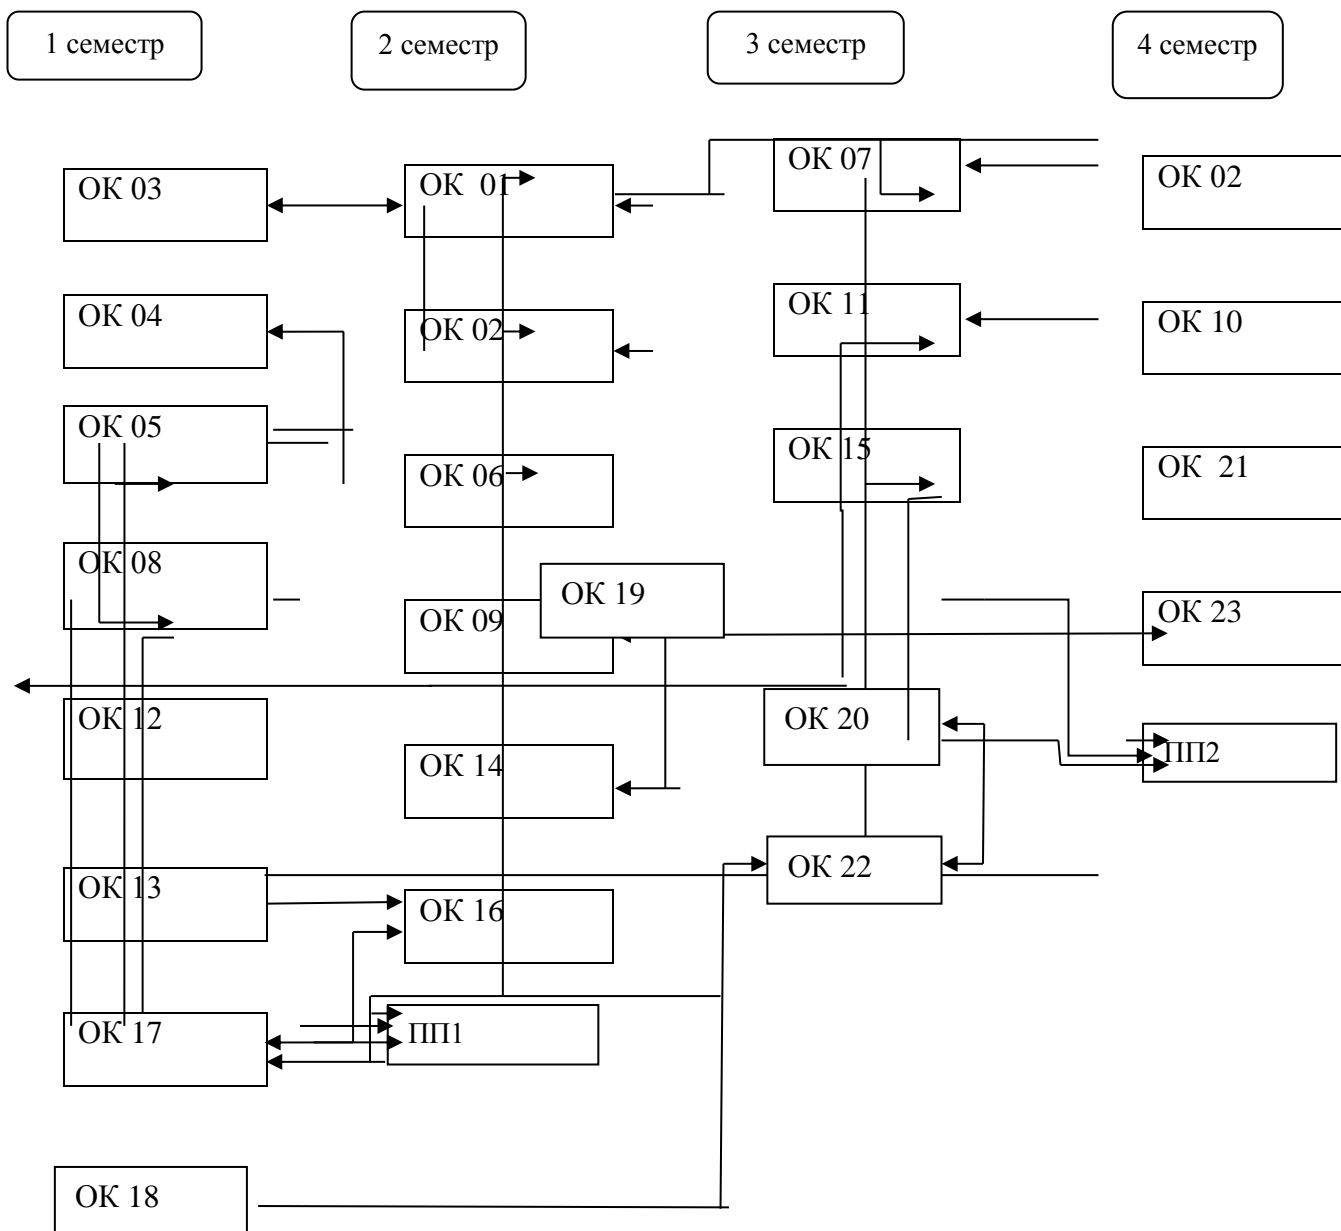 1 семестр
2 семестр
3 семестр
4 семестр
ОК 03
ОК 04
ОК 05
ОК 08
ОК 12
ОК 13
ОК 17
ОК 18
ОК 01
ОК 02
ОК 06
ОК 09
ОК 19
ОК 14
ОК 16
ПП1
ОК 07
ОК 11
ОК 15
ОК 20
ОК 22
ОК 02
ОК 10
ОК 21
ОК 23
ПП2